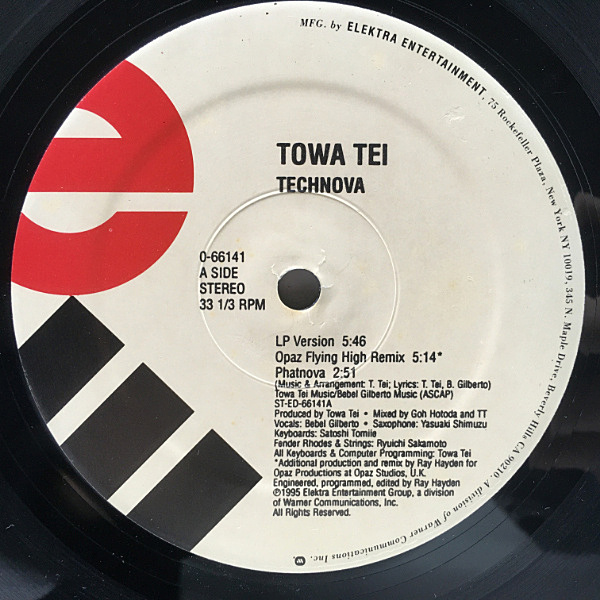 MFG. by ELEKTRA ENTERTAINMENT, 75 Rockefeller Plaza, New York NY 10019, 345 N. Maple Drive, Beverly Hills CA 90210. A division of Warner Communications Inc.
TOWA TEI
TECHNOVA
0-66141
A SIDE
STEREO
33 1/3 RPM
LP Version 5:46
Opaz Flying High Remix 5:14*
Phatnova 2:51
(Music & Arrangement: T. Tei; Lyrics: T. Tei, B. Gilberto)
Towa Tei Music/Bebel Gilberto Music (ASCAP)
ST-ED-66141A
Produced by Towa Tei • Mixed by Goh Hotoda and TT
Vocals: Bebel Gilberto • Saxophone: Yasuaki Shimuzu
Keyboards: Satoshi Tomiie
Fender Rhodes & Strings: Ryuichi Sakamoto
All Keyboards & Computer Programming: Towa Tei
*Additional production and remix by Ray Hayden for
Opaz Productions at Opaz Studios, U.K.
Engineered, programmed, edited by Ray Hayden
℗1995 Elektra Entertainment Group, a division
of Warner Communications, Inc.
All Rights Reserved.